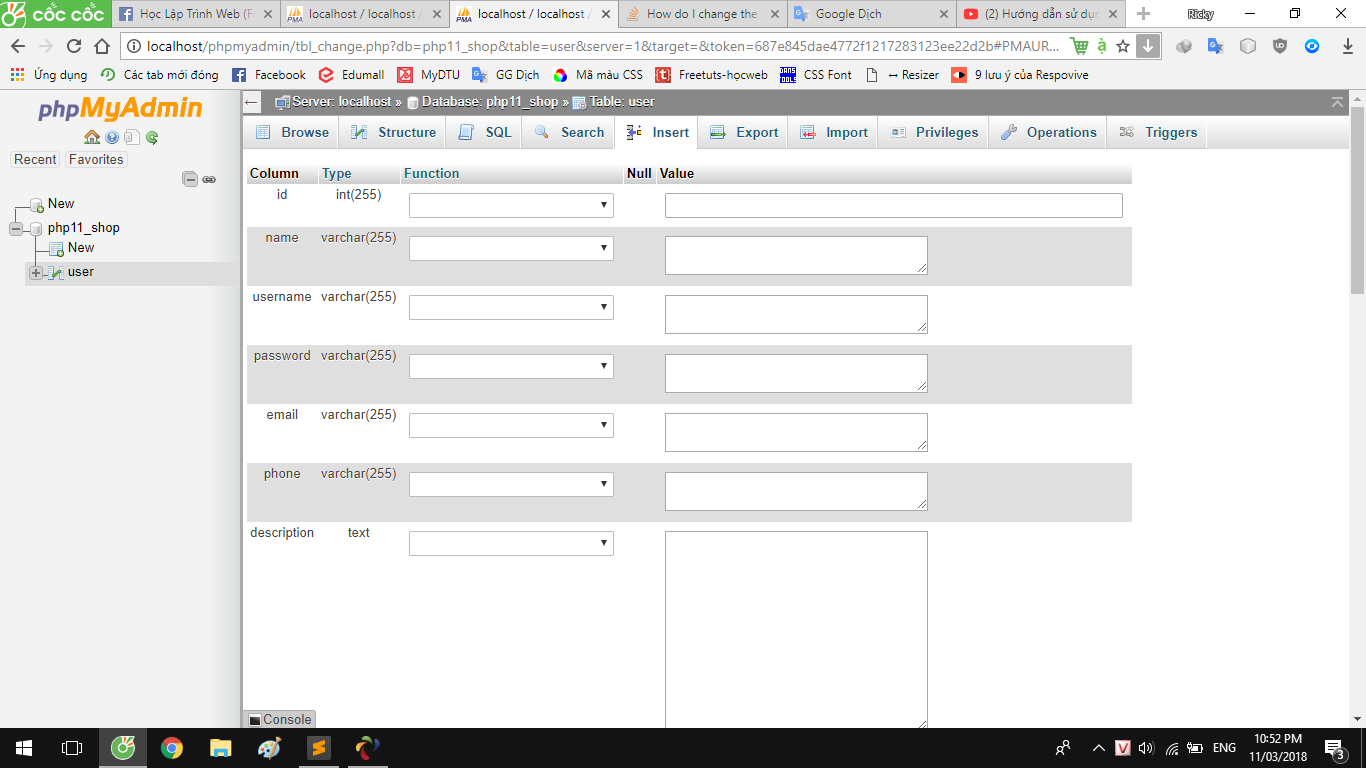 cốc cốc
Học Lập Trình Web (F
localhost / localhost /
localhost / localhost /
How do I change the
Google Dịch
(2) Hướng dẫn sử dụn
Ricky
localhost/phpmyadmin/tbl_change.php?db=php11_shop&table=user&server=1&target=&token=687e845dae4772f1217283123ee22d2b#PMAUR...
Ứng dụng
Các tab mới đóng
Facebook
Edumall
MyDTU
GG Dịch
Mã màu CSS
Freetuts-họcweb
CSS Font
↔ Resizer
9 lưu ý của Respovive
phpMyAdmin
Recent
Favorites
New
php11_shop
New
user
Server: localhost » Database: php11_shop » Table: user
Browse
Structure
SQL
Search
Insert
Export
Import
Privileges
Operations
Triggers
Column Type Function Null Value
id int(255)
name varchar(255)
username varchar(255)
password varchar(255)
email varchar(255)
phone varchar(255)
description text
Console
ENG
10:52 PM
11/03/2018
3